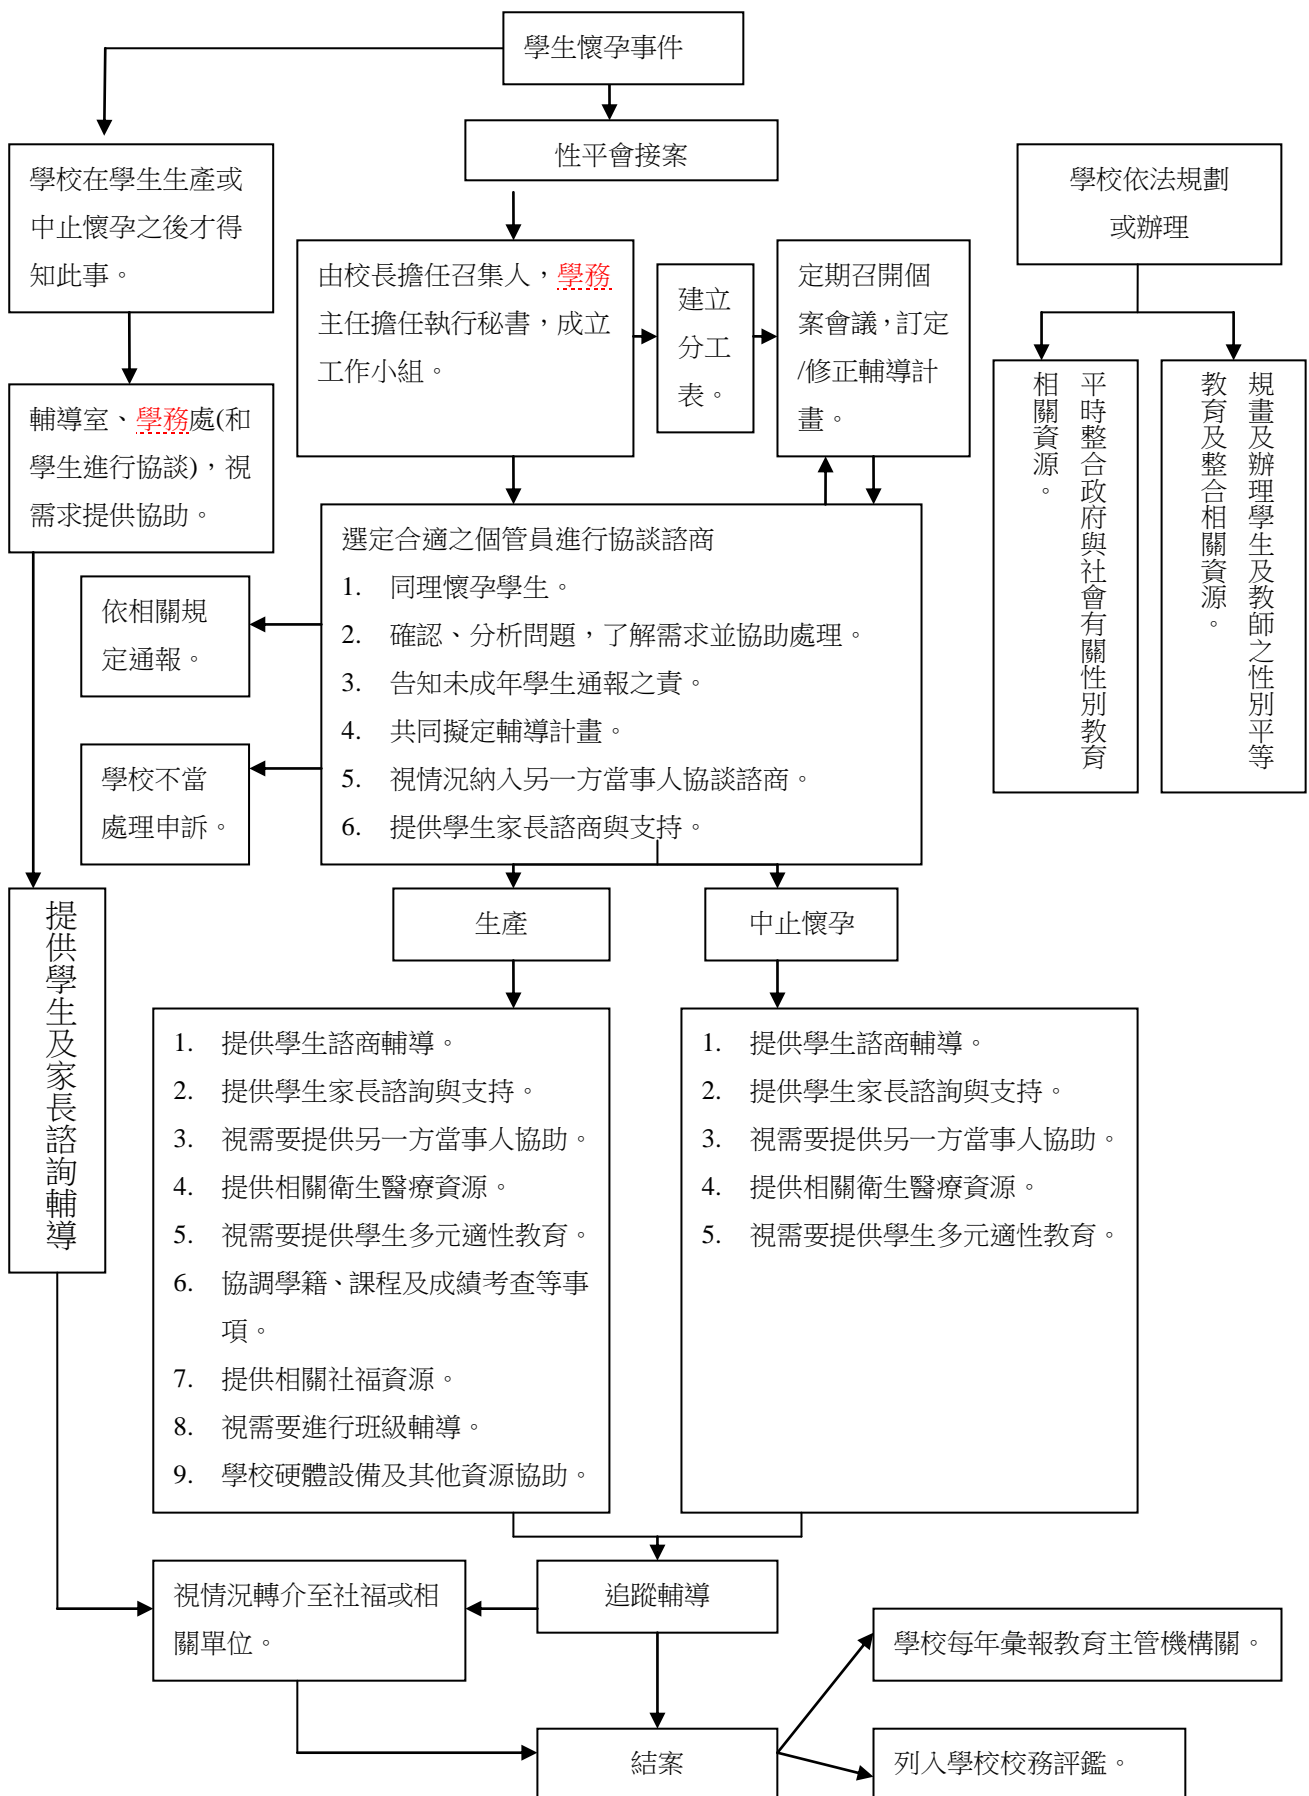 學生懷孕事件
性平會接案
學校在學生生產或
中止懷孕之後才得
知此事。
學校依法規劃
或辦理
由校長擔任召集人，學務
主任擔任執行秘書，成立
工作小組。
建立
分工
表。
定期召開個
案會議，訂定
/修正輔導計
畫。
輔導室、學務處(和
學生進行協談)，視
需求提供協助。
平時整合政府與社會有關性別教育
相關資源。
規畫及辦理學生及教師之性別平等
教育及整合相關資源。
選定合適之個管員進行協談諮商
1. 同理懷孕學生。
2. 確認、分析問題，了解需求並協助處理。
3. 告知未成年學生通報之責。
4. 共同擬定輔導計畫。
5. 視情況納入另一方當事人協談諮商。
6. 提供學生家長諮商與支持。
依相關規
定通報。
學校不當
處理申訴。
提供學生及家長諮詢輔導
生產
中止懷孕
1. 提供學生諮商輔導。
2. 提供學生家長諮詢與支持。
3. 視需要提供另一方當事人協助。
4. 提供相關衛生醫療資源。
5. 視需要提供學生多元適性教育。
6. 協調學籍、課程及成績考查等事
項。
7. 提供相關社福資源。
8. 視需要進行班級輔導。
9. 學校硬體設備及其他資源協助。
1. 提供學生諮商輔導。
2. 提供學生家長諮詢與支持。
3. 視需要提供另一方當事人協助。
4. 提供相關衛生醫療資源。
5. 視需要提供學生多元適性教育。
視情況轉介至社福或相
關單位。
追蹤輔導
學校每年彙報教育主管機構關。
結案
列入學校校務評鑑。